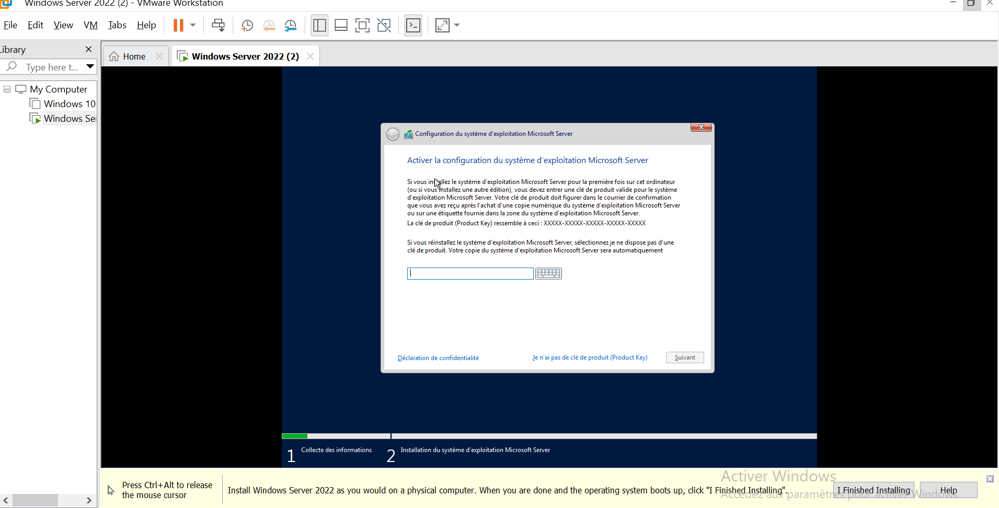 Windows Server 2022 (2) - VMware Workstation
File Edit View VM Tabs Help
Library
Home
Windows Server 2022 (2)
Type here t...
My Computer
Windows 10
Windows Ser
Configuration du système d'exploitation Microsoft Server
Activer la configuration du système d'exploitation Microsoft Server
Si vous installez le système d'exploitation Microsoft Server pour la première fois sur cet ordinateur
(ou si vous installez une autre édition), vous devez entrer une clé de produit valide pour le système
d'exploitation Microsoft Server. Votre clé de produit doit figurer dans le courrier de confirmation
que vous avez reçu après l'achat d'une copie numérique du système d'exploitation Microsoft Server
ou sur une étiquette fournie dans la zone du système d'exploitation Microsoft Server.
La clé de produit (Product Key) ressemble à ceci : XXXXX-XXXXX-XXXXX-XXXXX-XXXXX
Si vous réinstallez le système d'exploitation Microsoft Server, sélectionnez je ne dispose pas d'une
clé de produit. Votre copie du système d'exploitation Microsoft Server sera automatiquement
Déclaration de confidentialité
Je n'ai pas de clé de produit (Product Key)
Suivant
1 Collecte des informations
2 Installation du système d'exploitation Microsoft Server
Press Ctrl+Alt to release
the mouse cursor
Install Windows Server 2022 as you would on a physical computer. When you are done and the operating system boots up, click "I Finished Installing".
I Finished Installing
Help
Activer Windows
Accédez aux paramètres pour activer Windows.